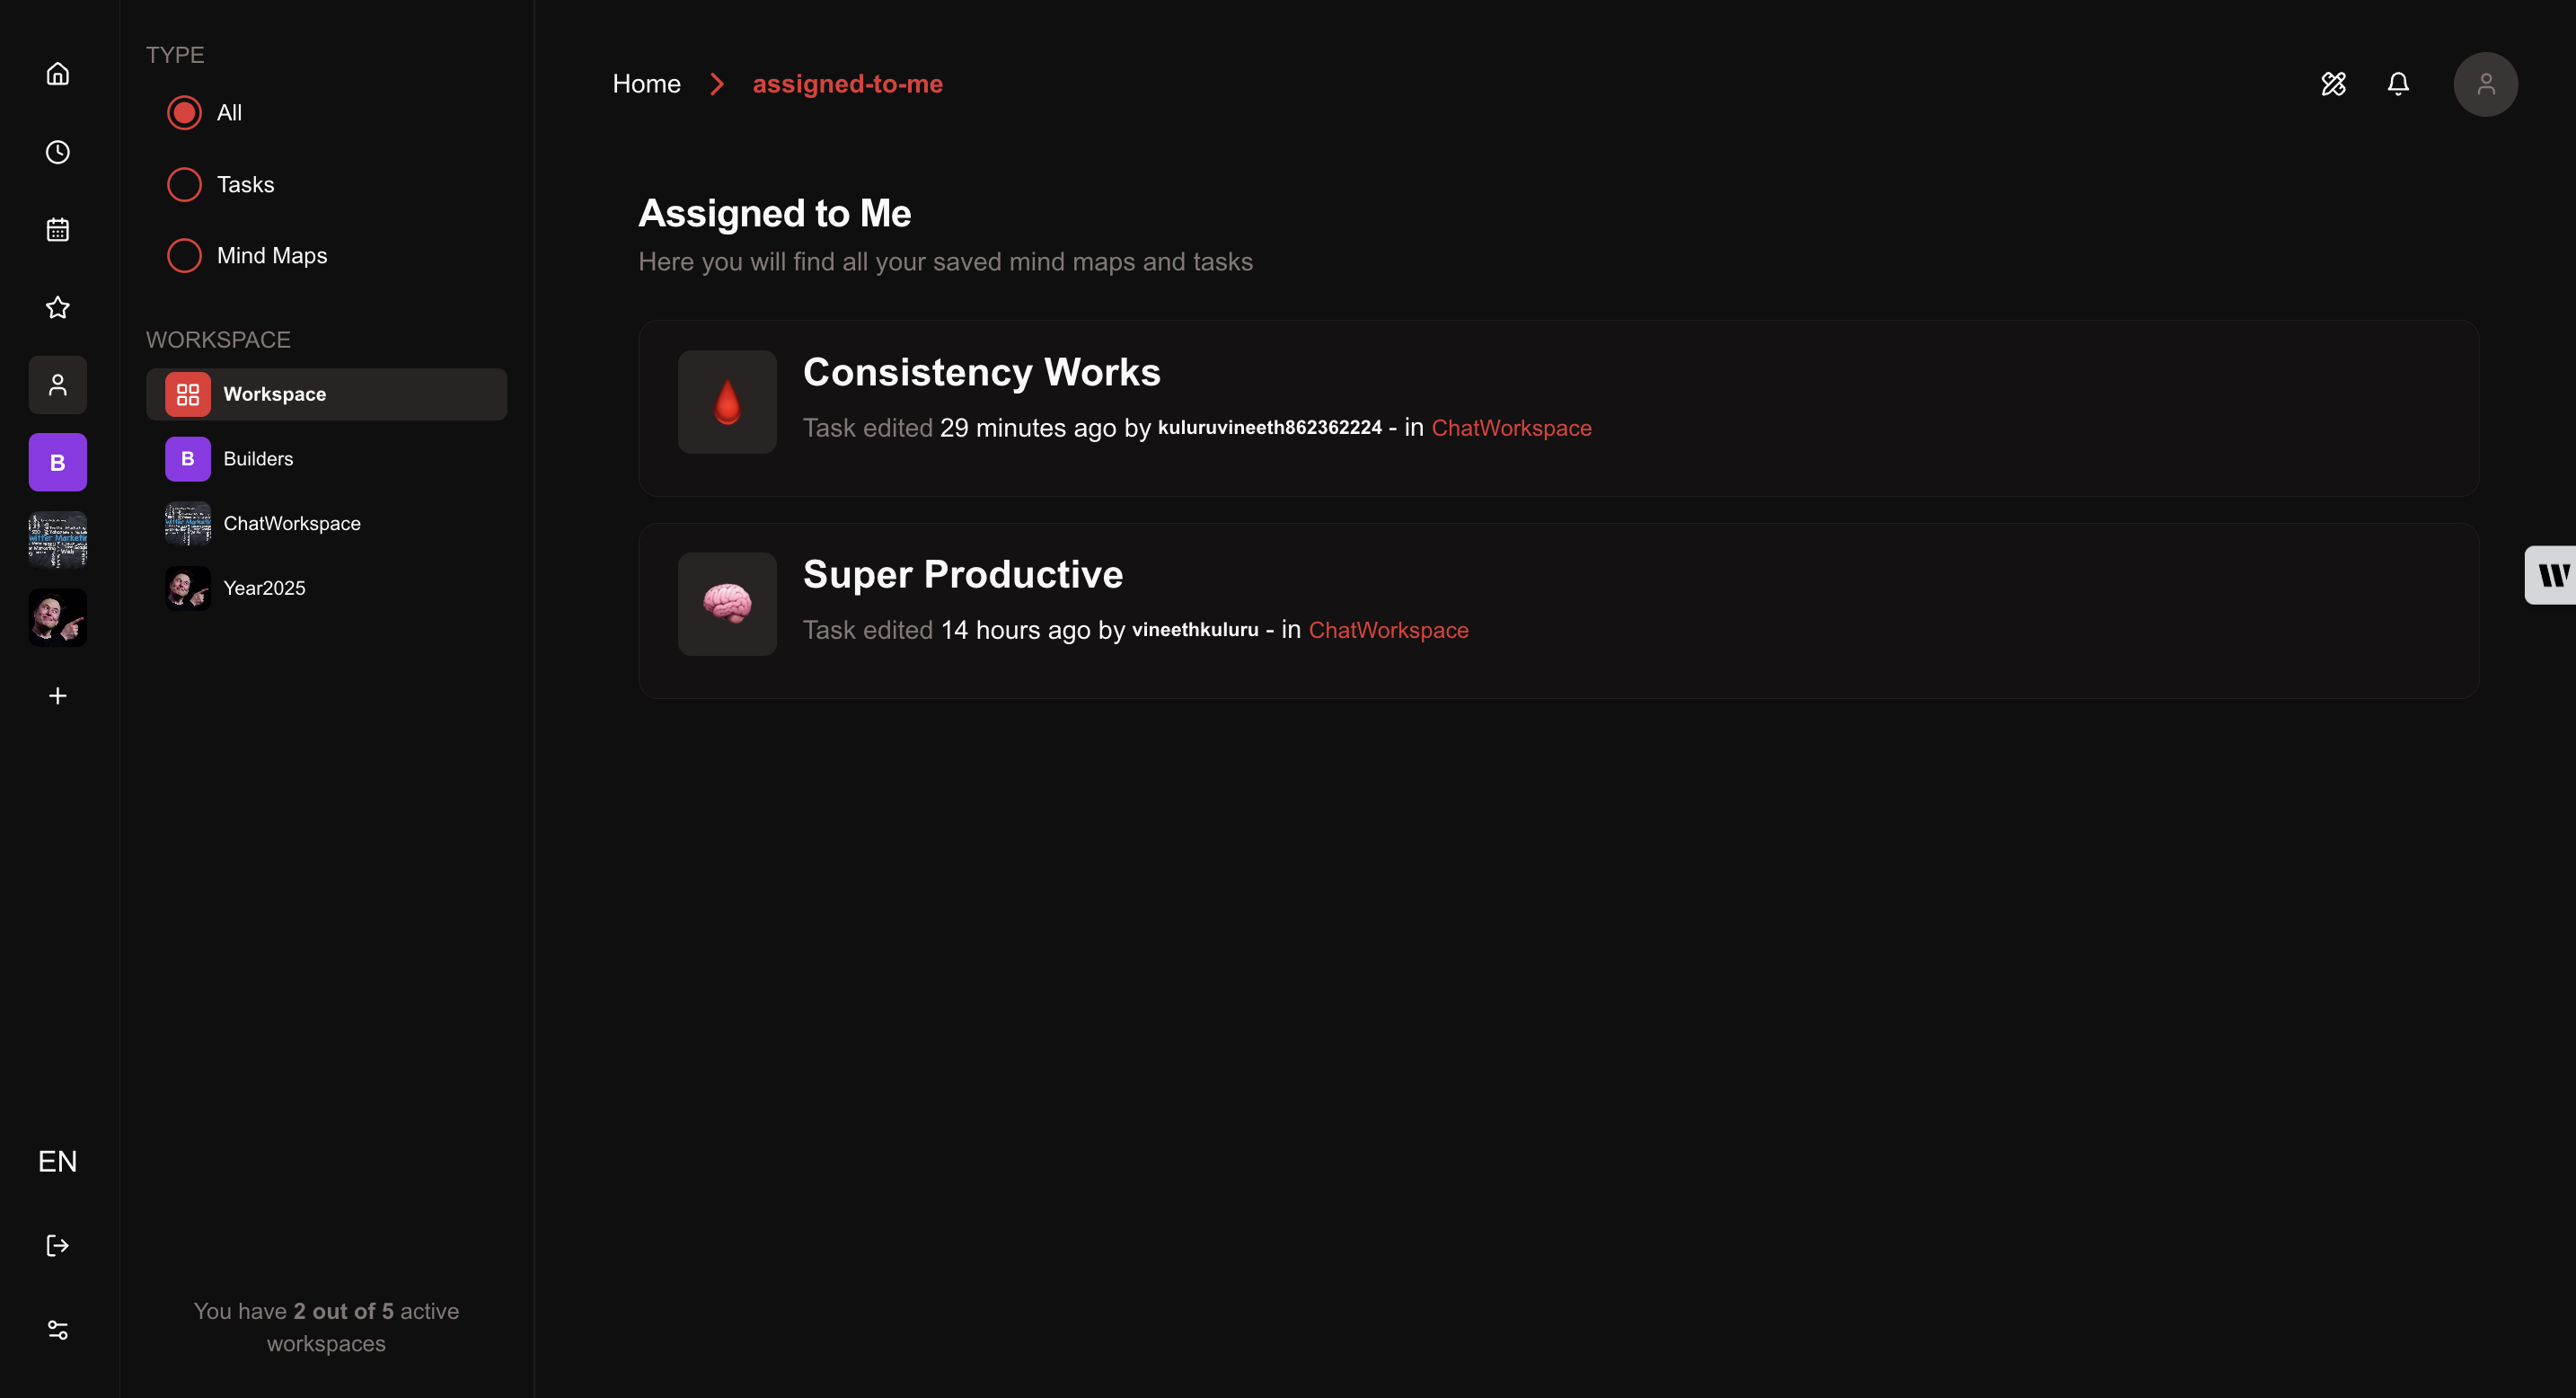 TYPE
All
Tasks
Mind Maps
WORKSPACE
Workspace
B Builders
ChatWorkspace
Year2025
B
EN
You have 2 out of 5 active
workspaces
Home > assigned-to-me
Assigned to Me
Here you will find all your saved mind maps and tasks
Consistency Works
Task edited 29 minutes ago by kuluruvineeth862362224 - in ChatWorkspace
Super Productive
Task edited 14 hours ago by vineethkuluru - in ChatWorkspace
W